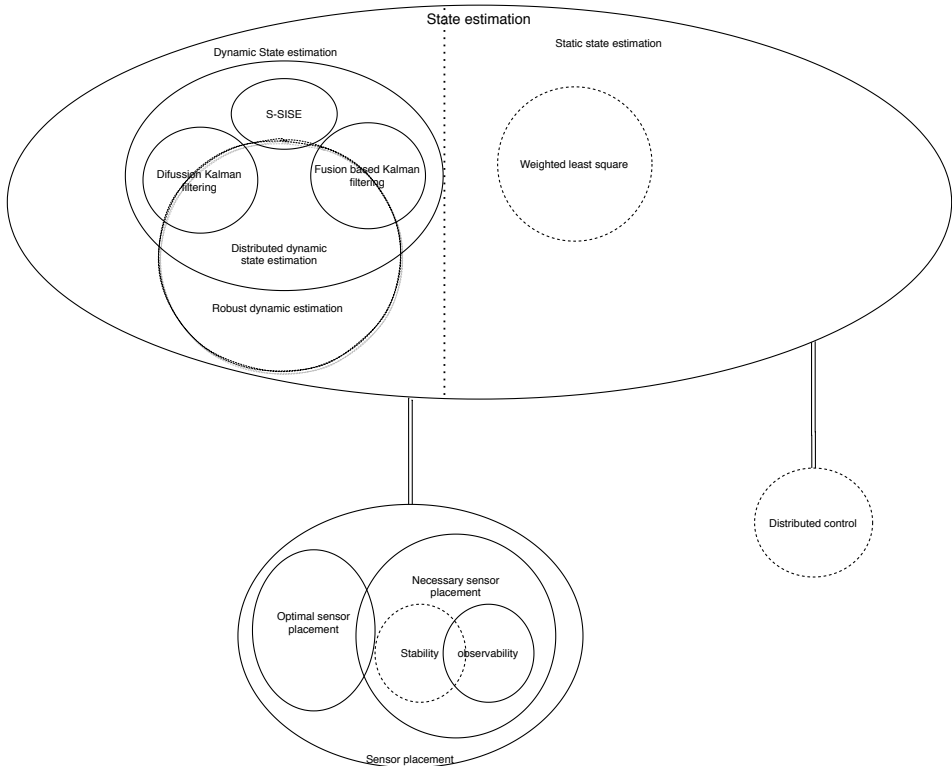 State estimation
Dynamic State estimation
Static state estimation
S-SISE
Difussion Kalman
filtering
Fusion based Kalman
filtering
Weighted least square
Distributed dynamic
state estimation
Robust dynamic estimation
Distributed control
Necessary sensor
placement
Optimal sensor
placement
Stability
observability
Sensor placement